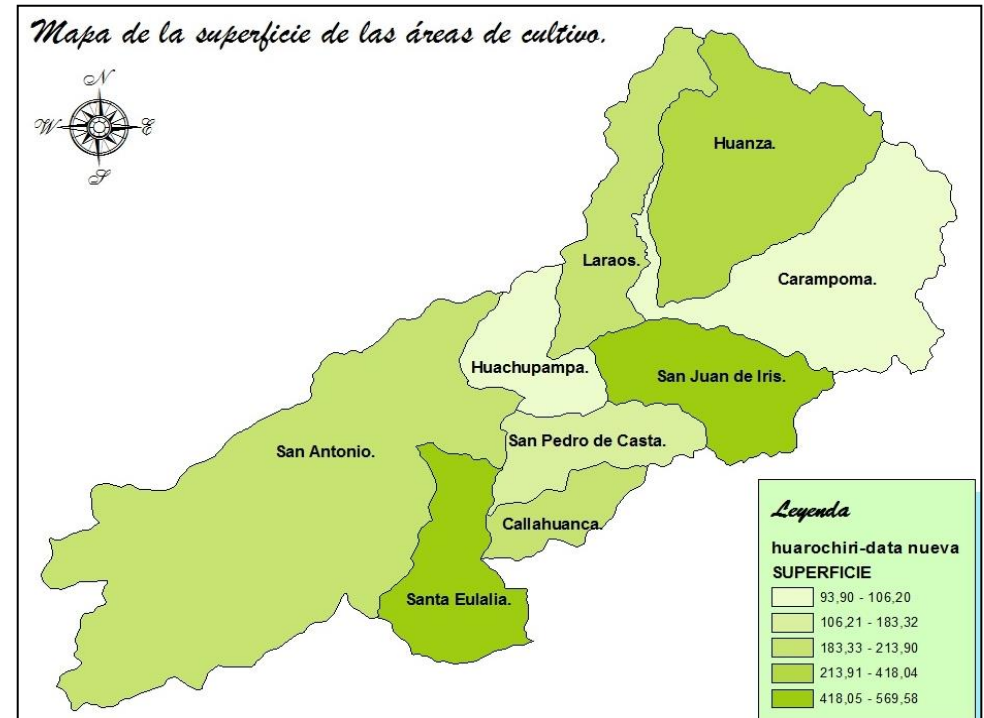 Mapa de la superficie de las áreas de cultivo.
N
W E
S
Huanza.
Laraos.
Carampoma.
Huachupampa.
San Juan de Iris.
San Antonio.
San Pedro de Casta.
Callahuanca.
Santa Eulalia.
Leyenda
huarochiri-data nueva
SUPERFICIE
93,90 - 106,20
106,21 - 183,32
183,33 - 213,90
213,91 - 418,04
418,05 - 569,58